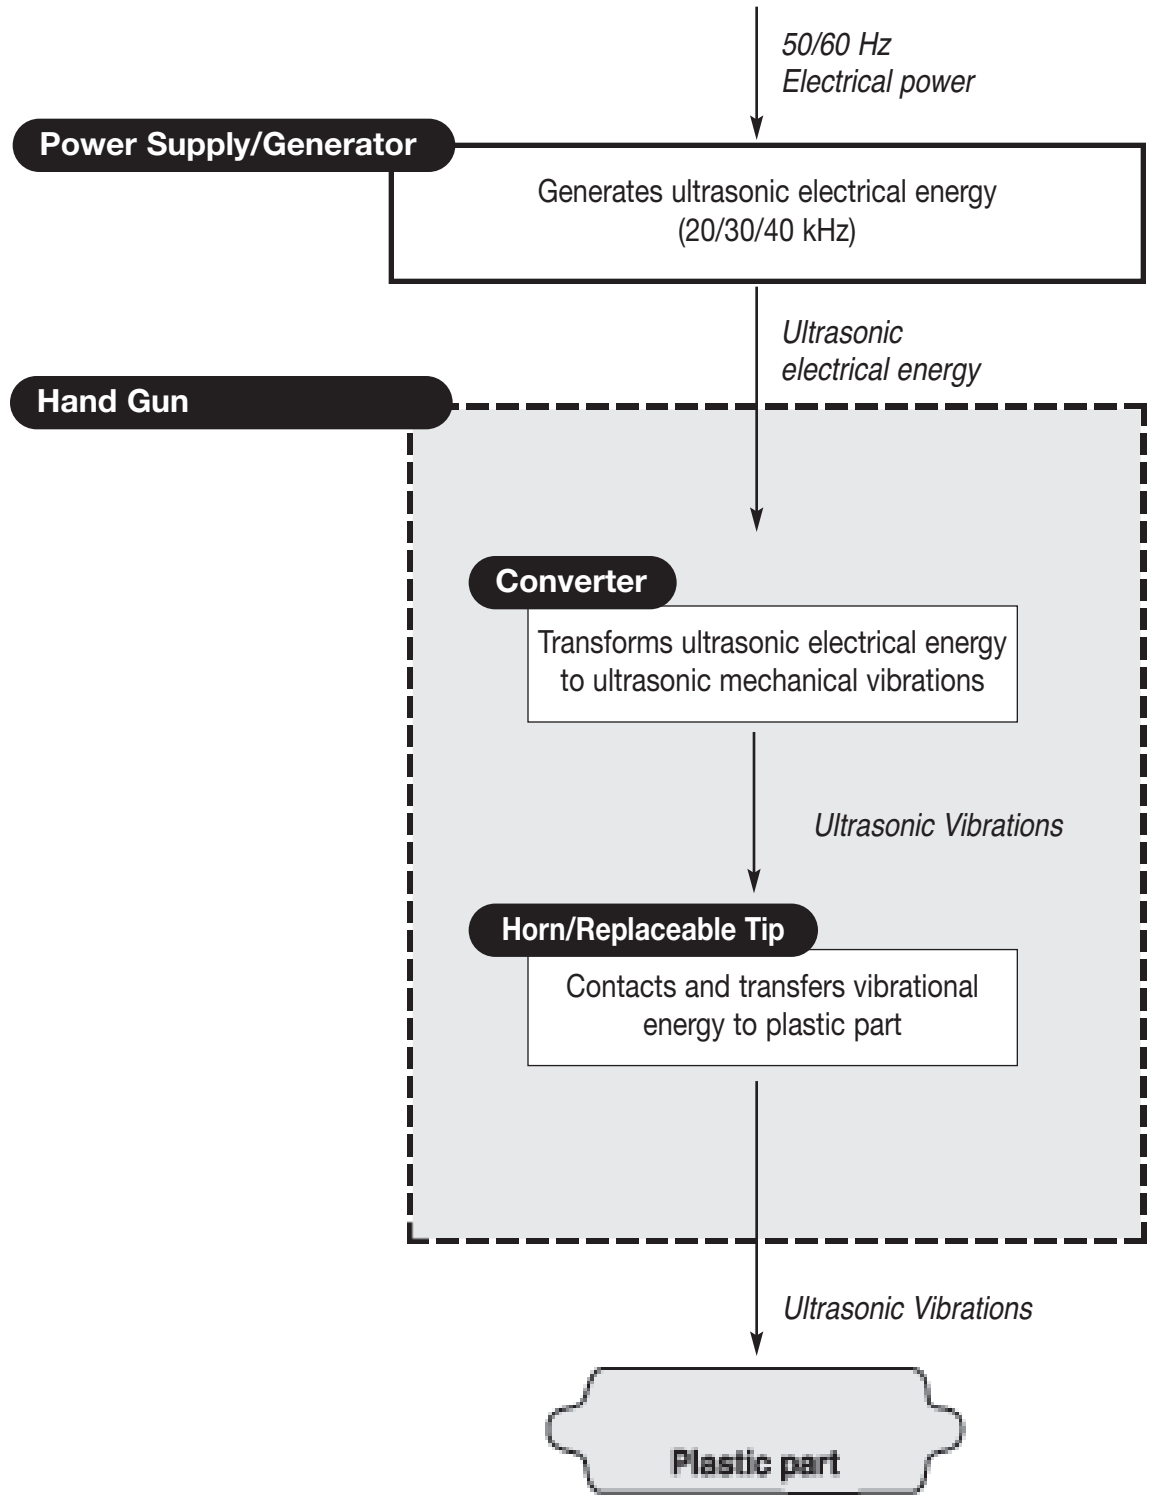 50/60 Hz
Electrical power
Power Supply/Generator
Generates ultrasonic electrical energy
(20/30/40 kHz)
Ultrasonic
electrical energy
Hand Gun
Converter
Transforms ultrasonic electrical energy
to ultrasonic mechanical vibrations
Ultrasonic Vibrations
Horn/Replaceable Tip
Contacts and transfers vibrational
energy to plastic part
Ultrasonic Vibrations
Plastic part